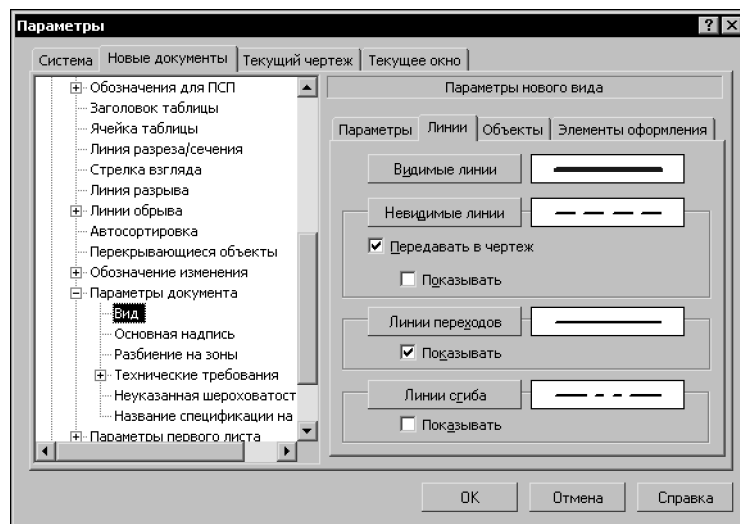 Параметры
Система Новые документы Текущий чертеж Текущее окно
Обозначения для ПСП
Заголовок таблицы
Ячейка таблицы
Линия разреза/сечения
Стрелка взгляда
Линия разрыва
Линии обрыва
Автосортировка
Перекрывающиеся объекты
Обозначение изменения
Параметры документа
Вид
Основная надпись
Разбиение на зоны
Технические требования
Неуказанная шероховатост
Название спецификации на
Параметры первого листа
Параметры нового вида
Параметры Линии Объекты Элементы оформления
Видимые линии
Невидимые линии
Передавать в чертеж
Показывать
Линии переходов
Показывать
Линии сгиба
Показывать
ОК Отмена Справка